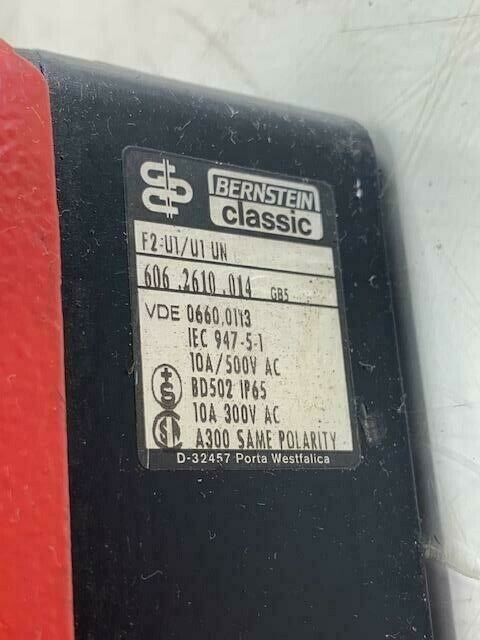 BERNSTEIN
classic
F2-U1/U1 UN
606.2610.014 GB5
VDE 0660,0113
IEC 947-5-1
10A/500V AC
BD502 IP65
10A 300V AC
A300 SAME POLARITY
D-32457 Porta Westfalica